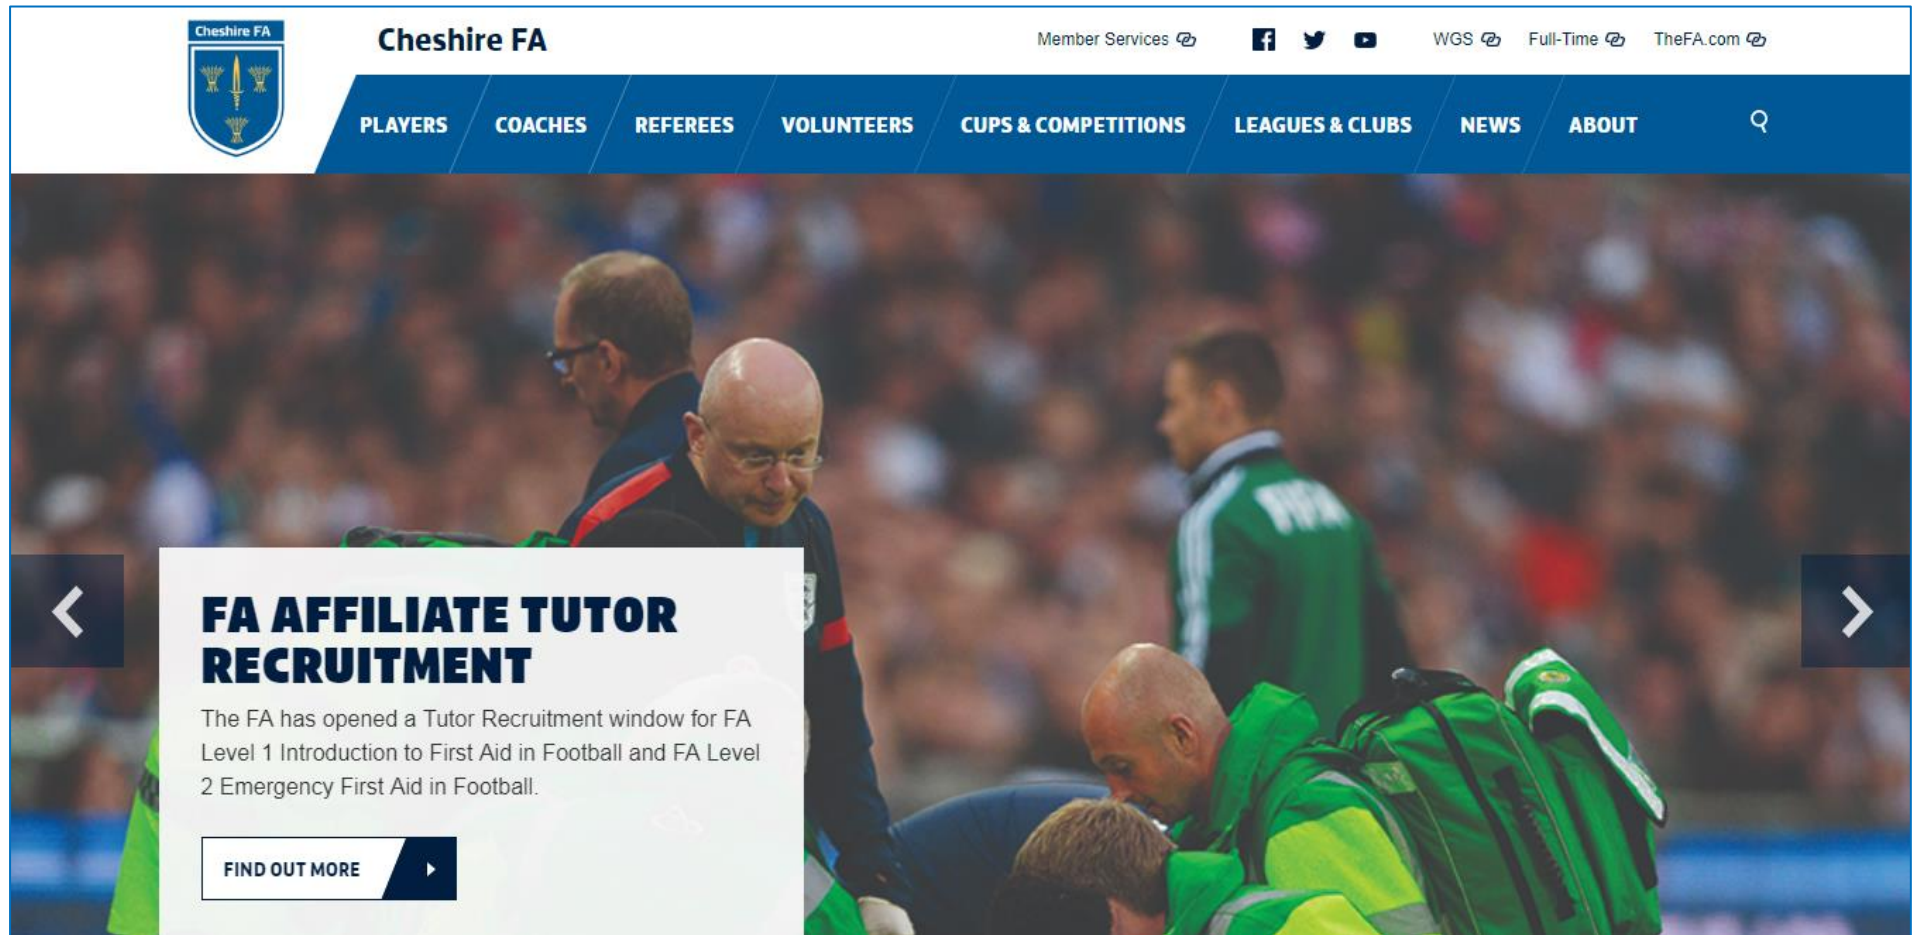 Cheshire FA
Cheshire FA
Member Services
WGS
Full-Time
TheFA.com
PLAYERS
COACHES
REFEREES
VOLUNTEERS
CUPS & COMPETITIONS
LEAGUES & CLUBS
NEWS
ABOUT
FA AFFILIATE TUTOR
RECRUITMENT
The FA has opened a Tutor Recruitment window for FA
Level 1 Introduction to First Aid in Football and FA Level
2 Emergency First Aid in Football.
FIND OUT MORE